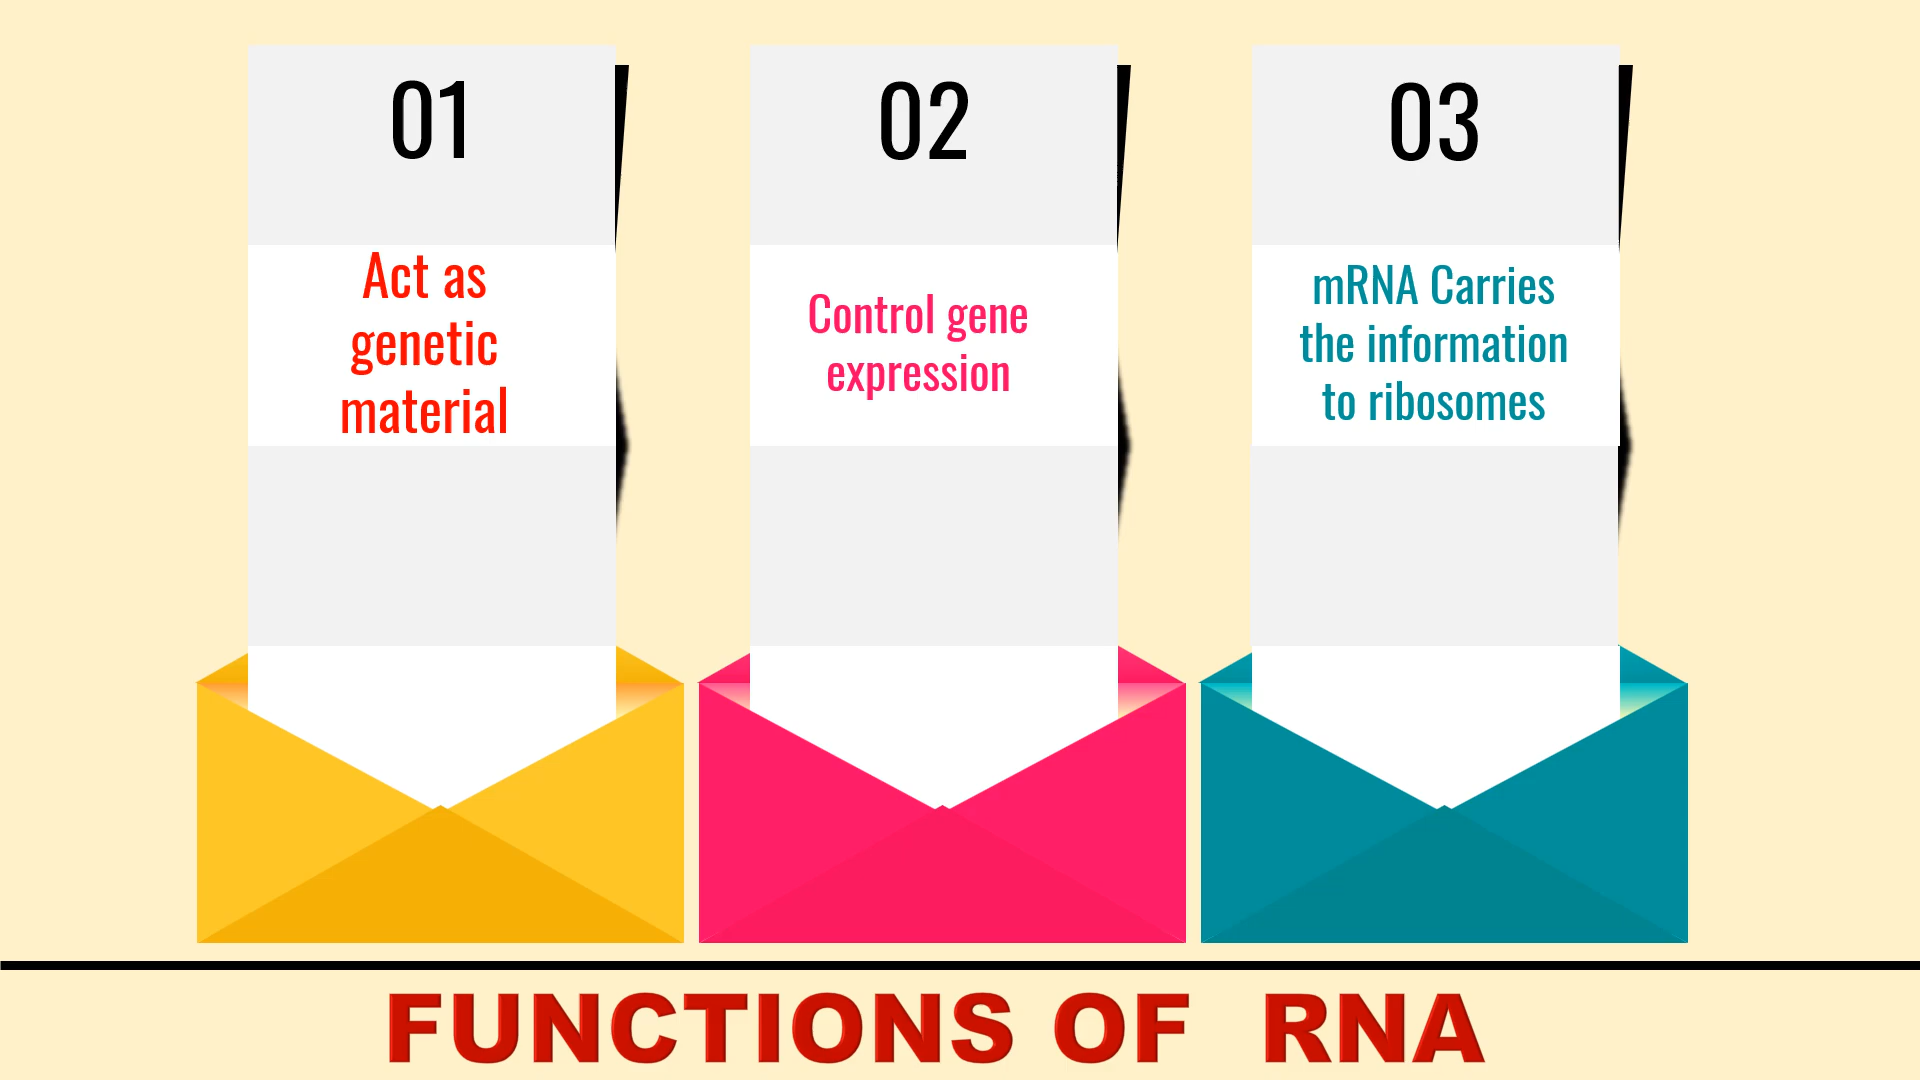 01
Act as
genetic
material
02
Control gene
expression
03
mRNA Carries
the information
to ribosomes
FUNCTIONS OF RNA